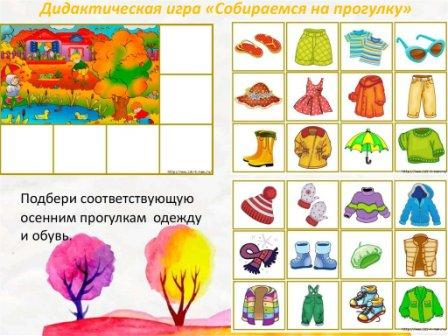 Дидактическая игра «Собираемся на прогулку»
Подбери соответствующую
осенним прогулкам одежду
и обувь.